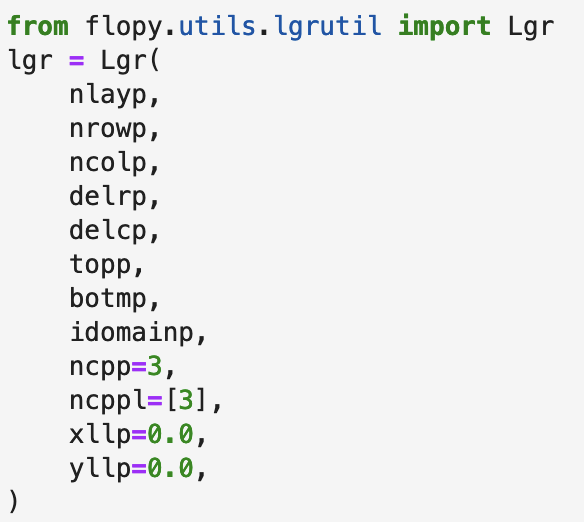 from flopy.utils.lgrutil import Lgr
lgr = Lgr(
    nlayp,
    nrowp,
    ncolp,
    delrp,
    delcp,
    topp,
    botmp,
    idomainp,
    ncpp=3,
    ncppl=[3],
    xllp=0.0,
    yllp=0.0,
)